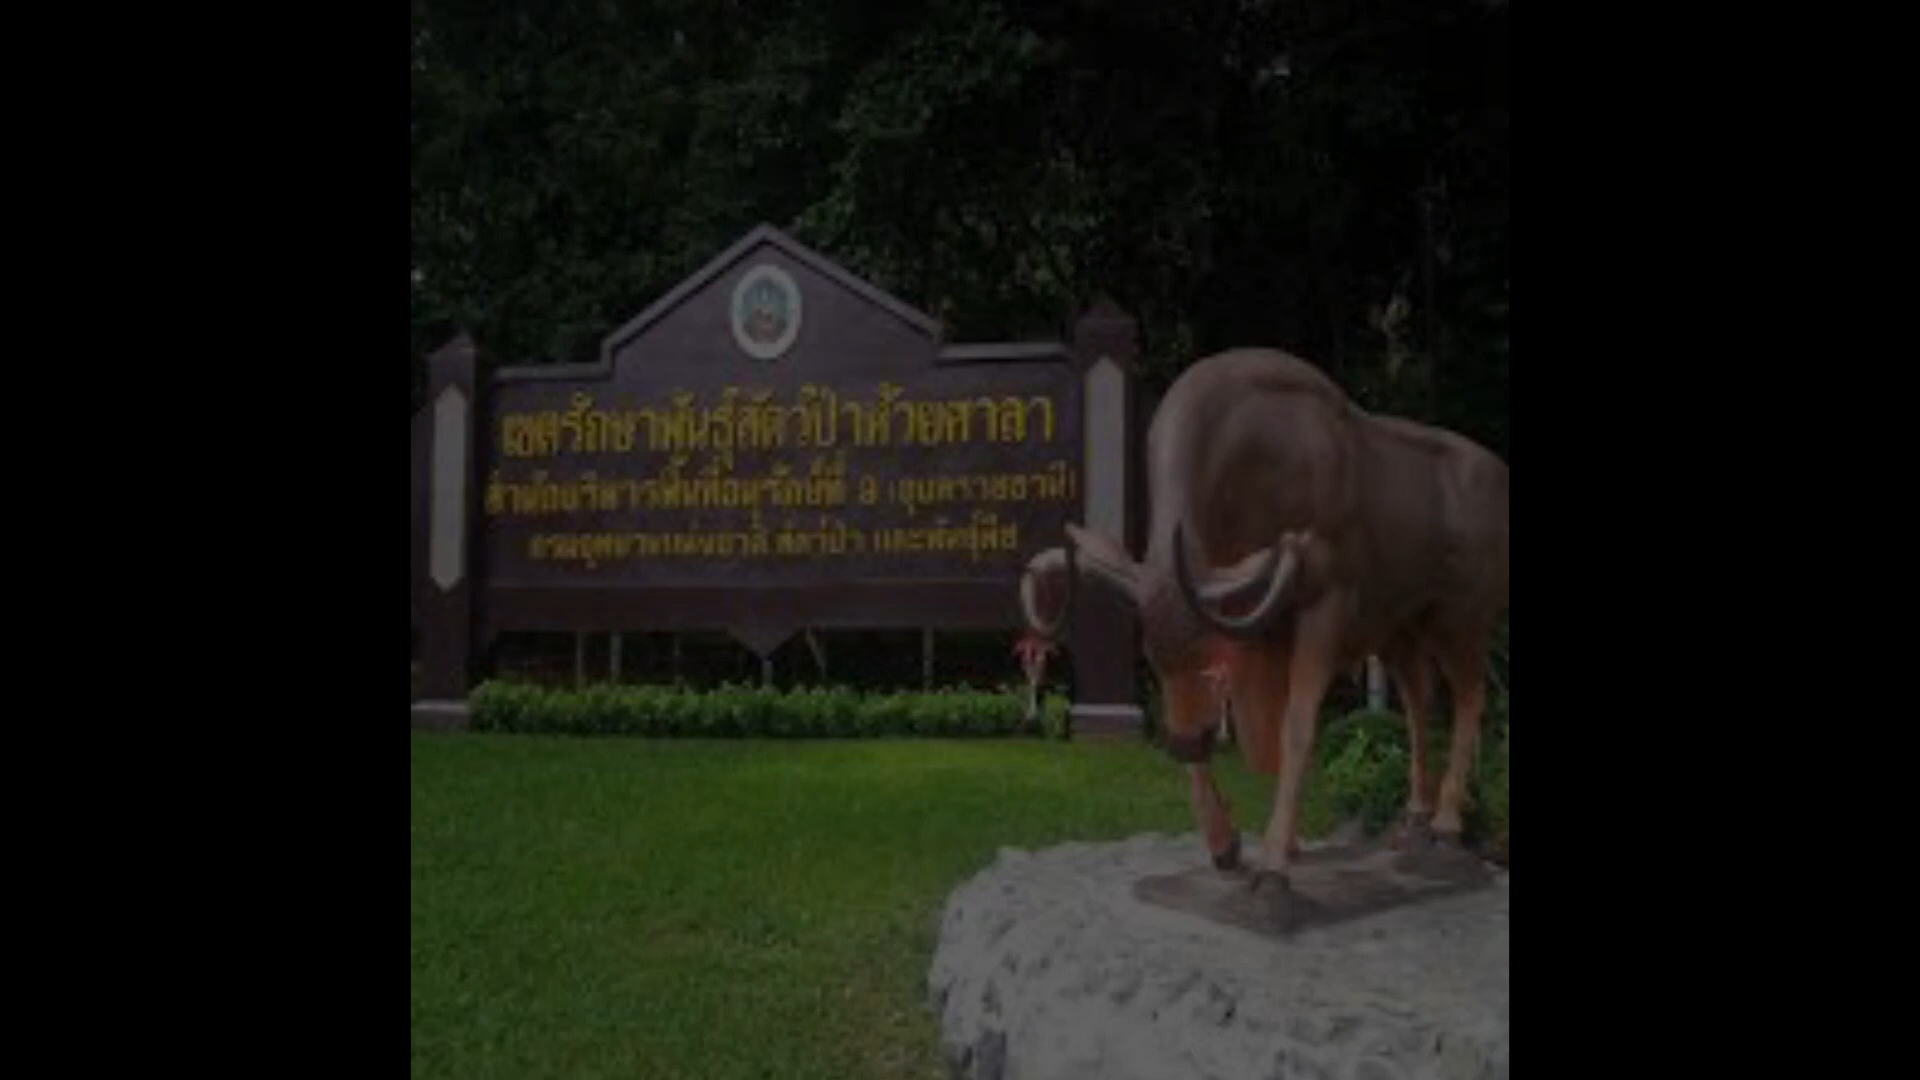 เขตรักษาพันธุ์สัตว์ป่าห้วยศาลา
สำนักบริหารพื้นที่อนุรักษ์ที่ 9 (อุบลราชธานี)
กรมอุทยานแห่งชาติ สัตว์ป่า และพันธุ์พืช